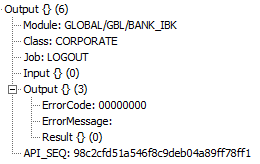 Output {} (6)
Module: GLOBAL/GBL/BANK_IBK
Class: CORPORATE
Job: LOGOUT
Input {} (0)
Output {} (3)
ErrorCode: 00000000
ErrorMessage:
Result {} (0)
API_SEQ: 98c2cfd51a546f8c9deb04a89ff78ff1